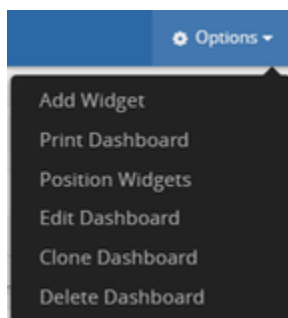 Options
Add Widget
Print Dashboard
Position Widgets
Edit Dashboard
Clone Dashboard
Delete Dashboard